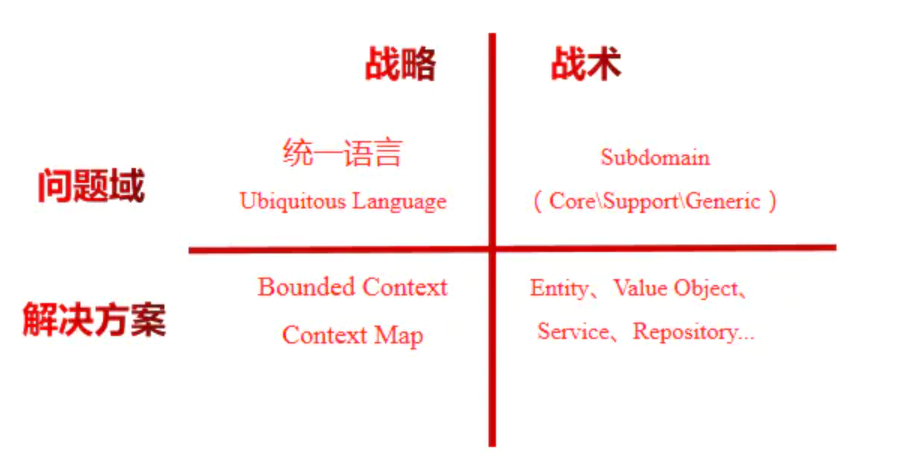 战略
战术
问题域
统一语言
Ubiquitous Language
Subdomain
（Core\Support\Generic）
解决方案
Bounded Context
Context Map
Entity、Value Object、
Service、Repository...